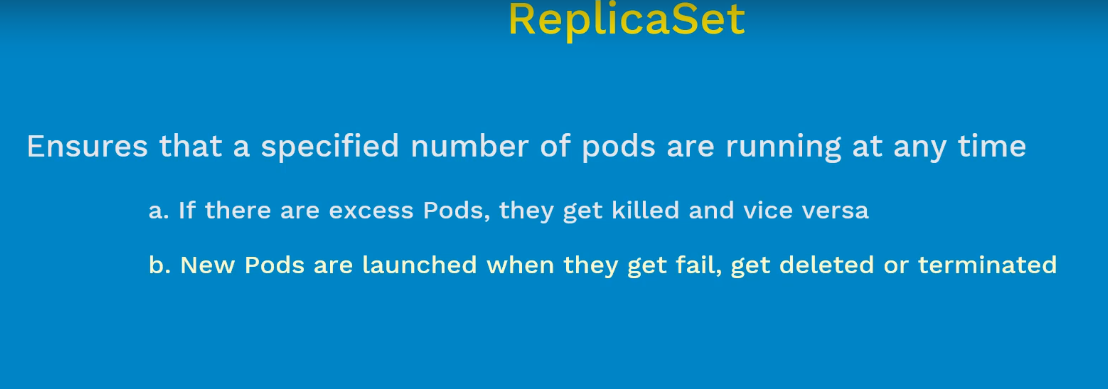 ReplicaSet
Ensures that a specified number of pods are running at any time
a. If there are excess Pods, they get killed and vice versa
b. New Pods are launched when they get fail, get deleted or terminated